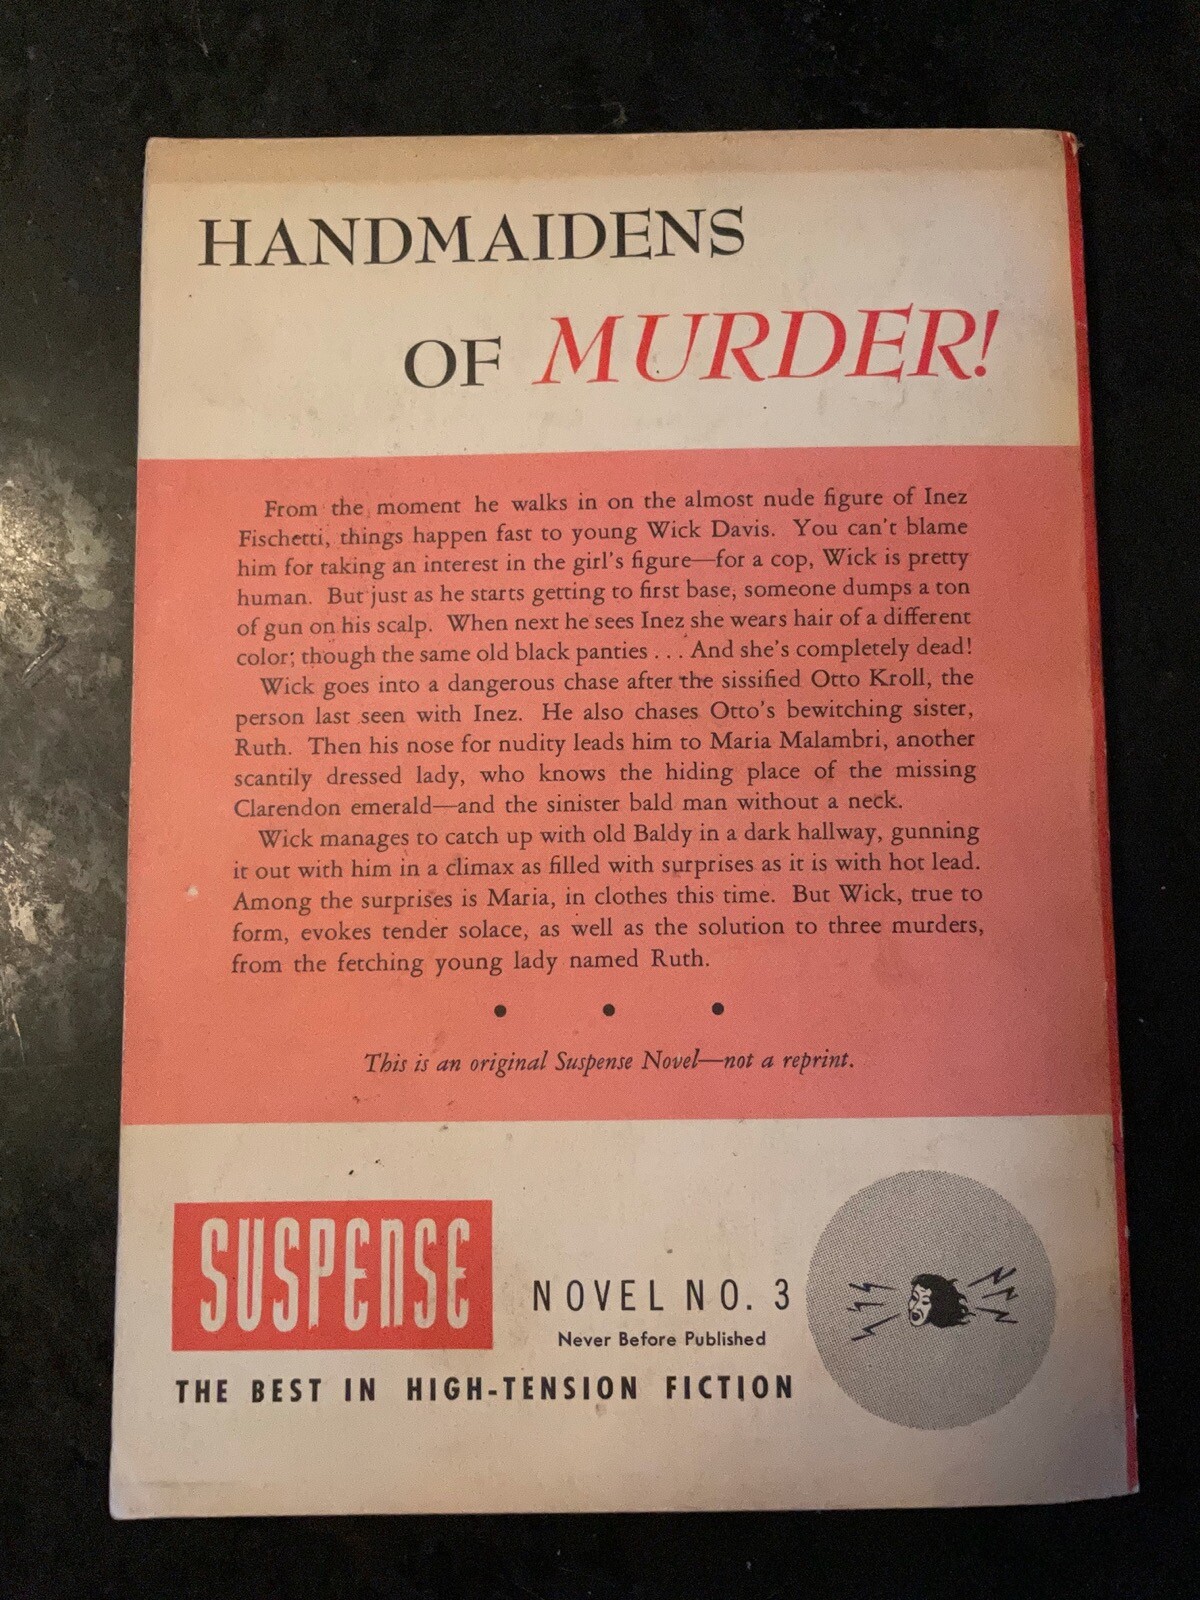 HANDMAIDENS
OF MURDER!
From the moment he walks in on the almost nude figure of Inez
Fischetti, things happen fast to young Wick Davis. You can't blame
him for taking an interest in the girl's figure—for a cop, Wick is pretty
human. But just as he starts getting to first base, someone dumps a ton
of gun on his scalp. When next he sees Inez she wears hair of a different
color; though the same old black panties . . . And she's completely dead!
Wick goes into a dangerous chase after the sissified Otto Kroll, the
person last seen with Inez. He also chases Otto's bewitching sister,
Ruth. Then his nose for nudity leads him to Maria Malambri, another
scantily dressed lady, who knows the hiding place of the missing
Clarendon emerald—and the sinister bald man without a neck.
Wick manages to catch up with old Baldy in a dark hallway, gunning
it out with him in a climax as filled with surprises as it is with hot lead.
Among the surprises is Maria, in clothes this time. But Wick, true to
form, evokes tender solace, as well as the solution to three murders,
from the fetching young lady named Ruth.
• • •
This is an original Suspense Novel—not a reprint.
SUSPENSE
NOVEL NO. 3
Never Before Published
THE BEST IN HIGH-TENSION FICTION